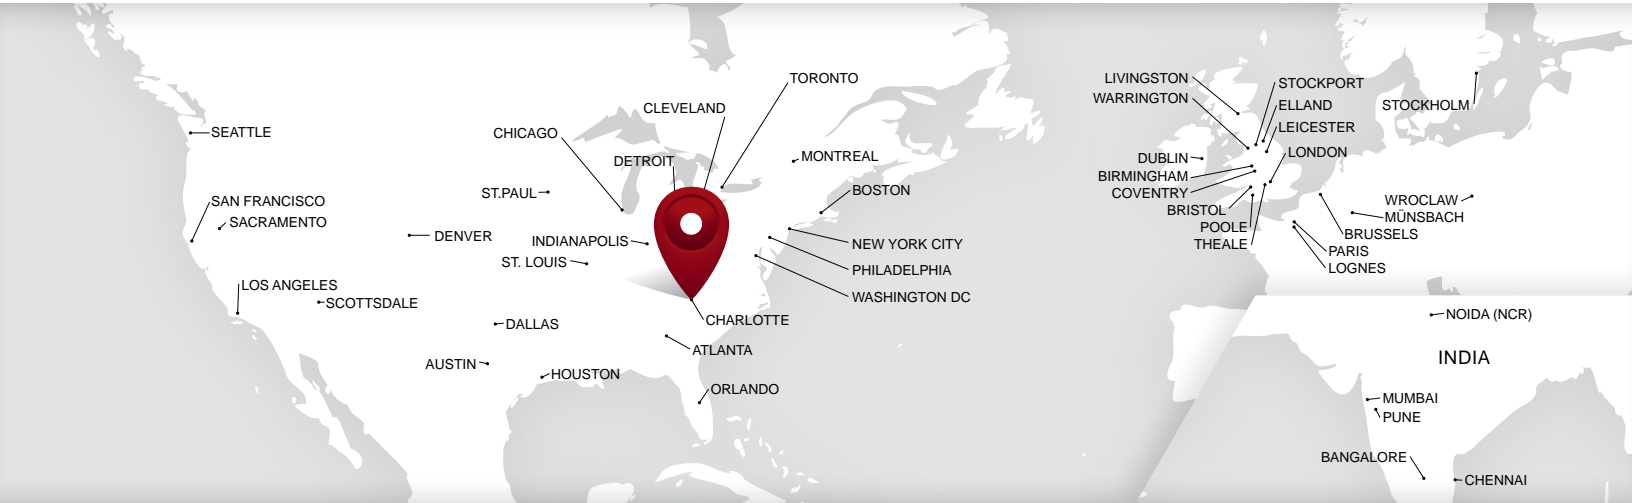 SEATTLE
SAN FRANCISCO
SACRAMENTO
LOS ANGELES
SCOTTSDALE
DENVER
ST.PAUL
CHICAGO
DETROIT
CLEVELAND
TORONTO
MONTREAL
BOSTON
INDIANAPOLIS
ST. LOUIS
NEW YORK CITY
PHILADELPHIA
WASHINGTON DC
CHARLOTTE
ATLANTA
DALLAS
AUSTIN
HOUSTON
ORLANDO
LIVINGSTON
WARRINGTON
STOCKPORT
ELLAND
LEICESTER
LONDON
DUBLIN
BIRMINGHAM
COVENTRY
BRISTOL
POOLE
THEALE
STOCKHOLM
WROCLAW
MÜNSBACH
BRUSSELS
PARIS
LOGNES
NOIDA (NCR)
INDIA
MUMBAI
PUNE
BANGALORE
CHENNAI